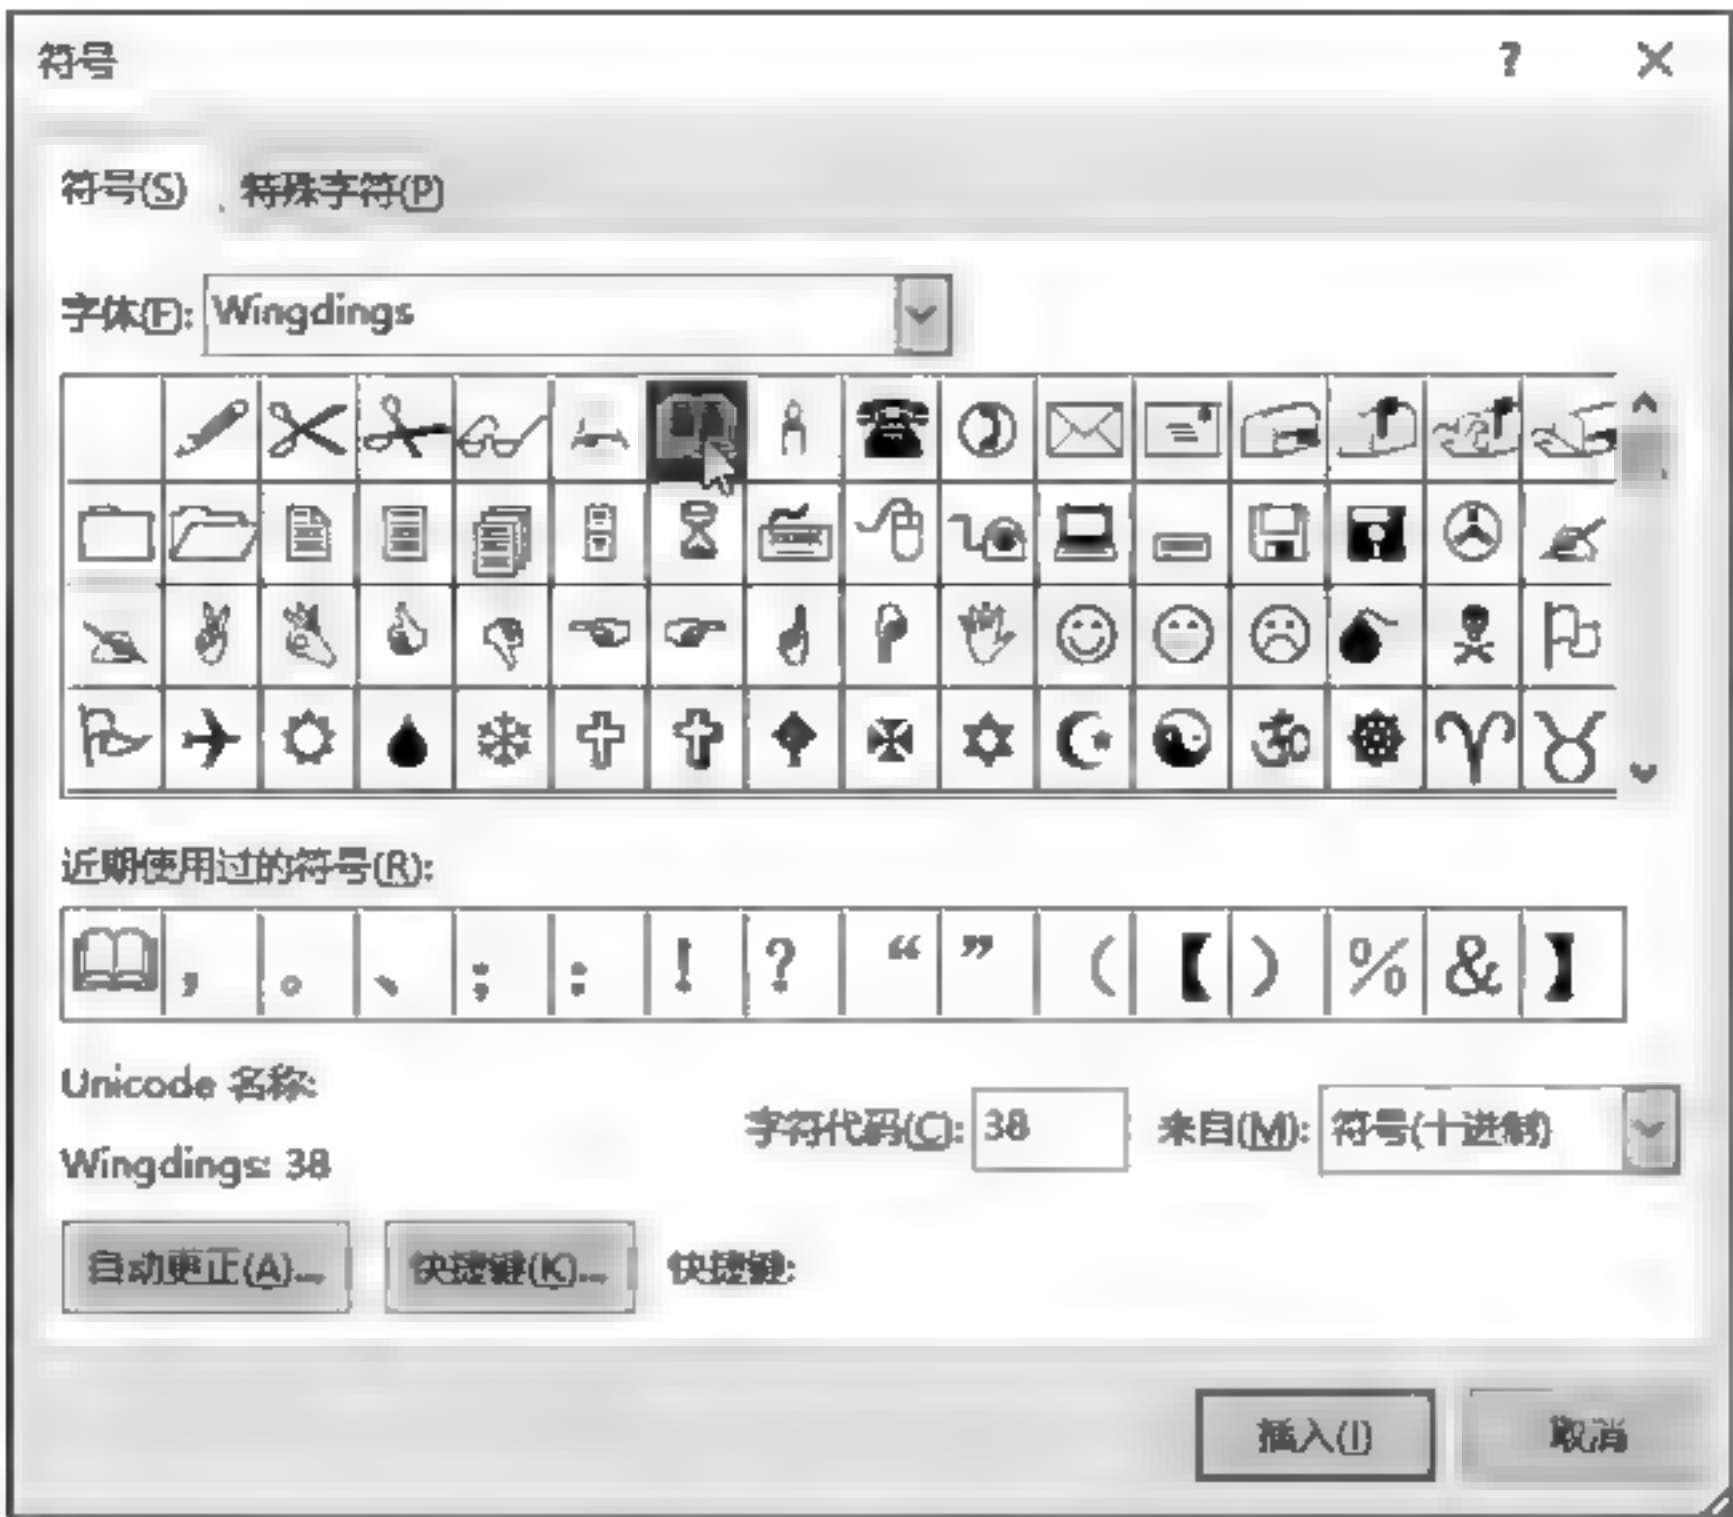 符号 ?
符号(S) 特殊字符(P)
字体(F): Wingdings
近期使用过的符号(R):
, 。 、 ; : ! ? “ ” ( 【 ) % & 】
Unicode 名称:
字符代码(C): 38 来自(M): 符号(十进制)
Wingdings: 38
自动更正(A)... 快捷键(K)... 快捷键:
插入(I) 取消